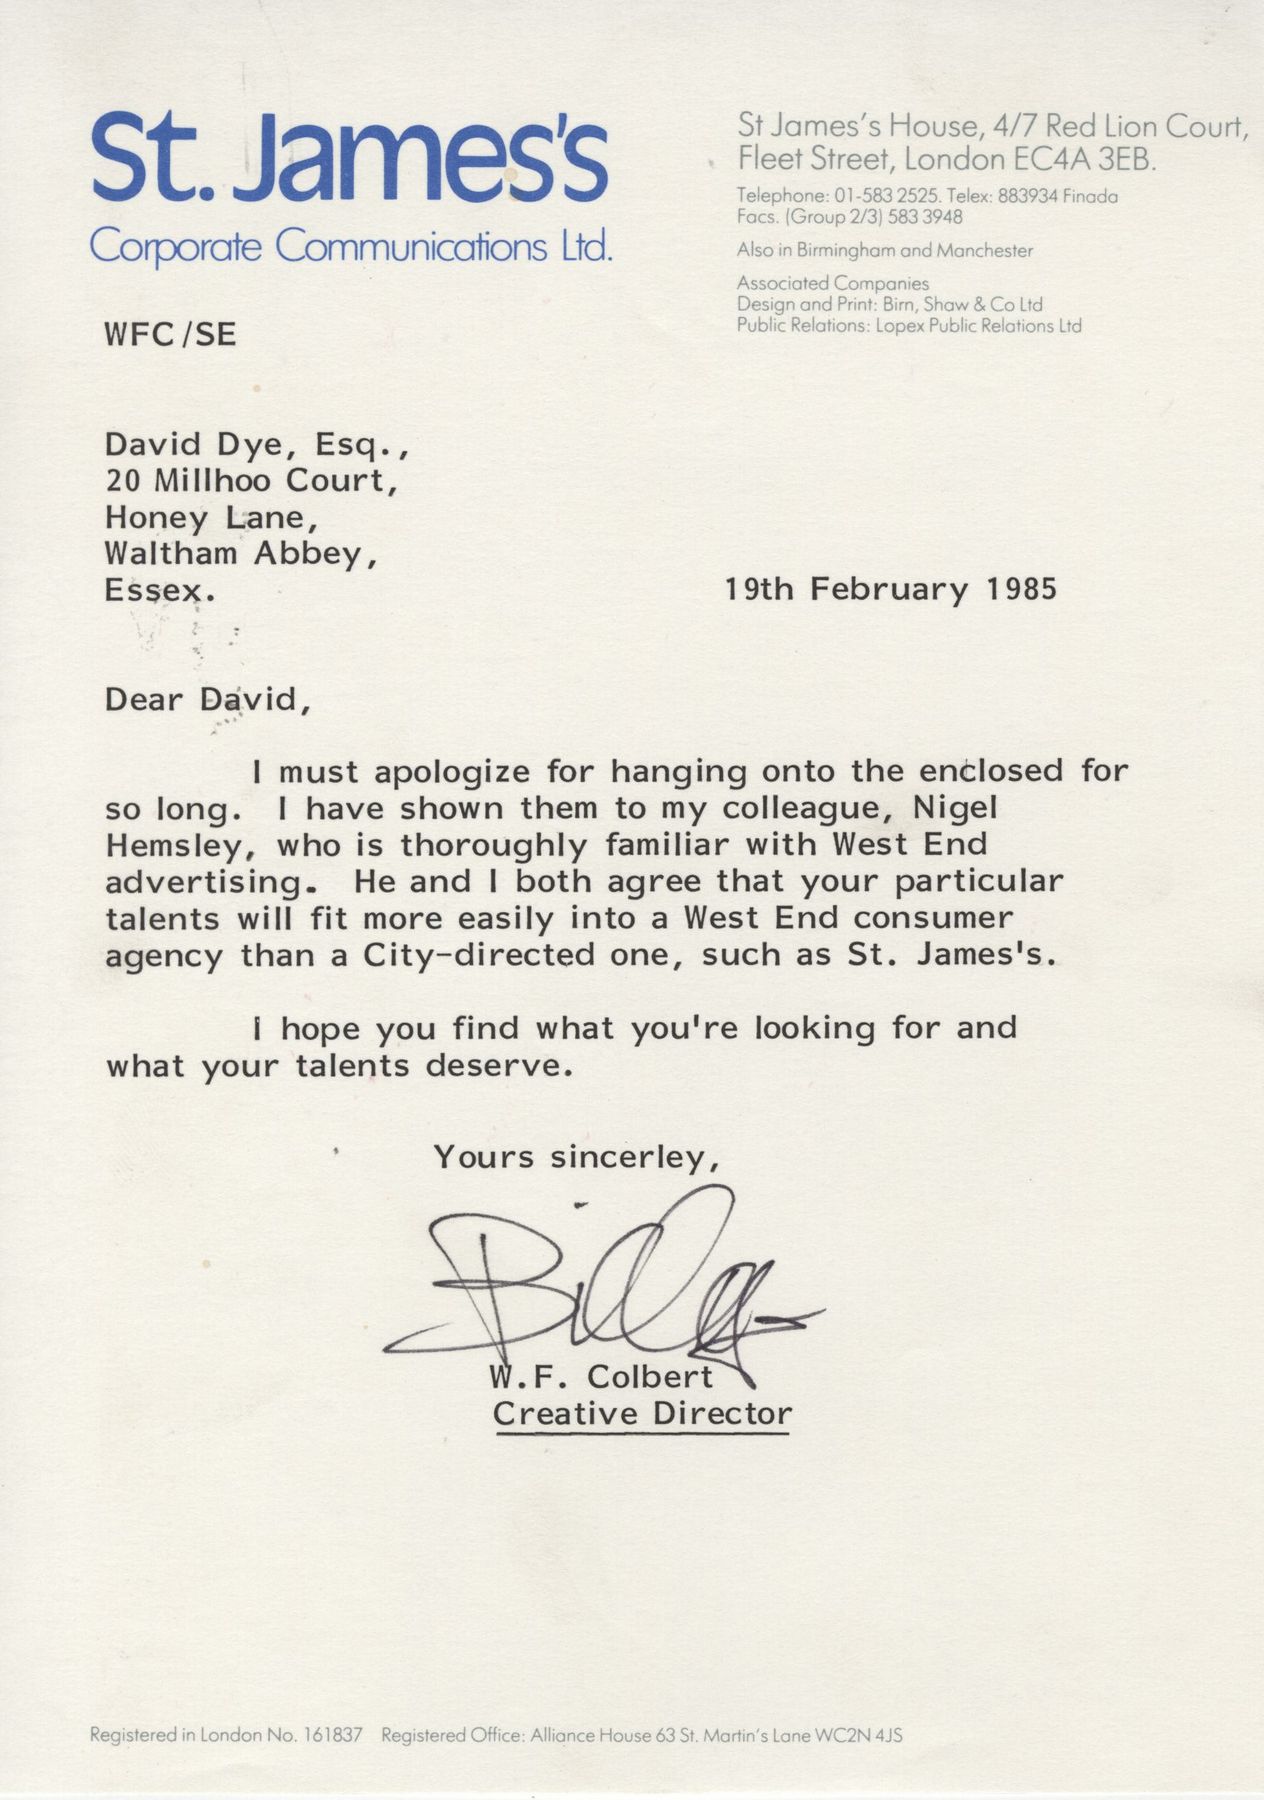 St. James's
Corporate Communications Ltd.
St James's House, 4/7 Red Lion Court,
Fleet Street, London EC4A 3EB.
Telephone: 01-583 2525. Telex: 883934 Finada
Facs. (Group 2/3) 583 3948
Also in Birmingham and Manchester
Associated Companies
Design and Print: Birn, Shaw & Co Ltd
Public Relations: Lopex Public Relations Ltd
WFC/SE
David Dye, Esq.,
20 Millhoo Court,
Honey Lane,
Waltham Abbey,
Essex.
19th February 1985
Dear David,
I must apologize for hanging onto the enclosed for
so long. I have shown them to my colleague, Nigel
Hemsley, who is thoroughly familiar with West End
advertising. He and I both agree that your particular
talents will fit more easily into a West End consumer
agency than a City-directed one, such as St. James's.
I hope you find what you're looking for and
what your talents deserve.
Yours sincerley,
Bill
W.F. Colbert
Creative Director
Registered in London No. 161837 Registered Office: Alliance House 63 St. Martin's Lane WC2N 4JS